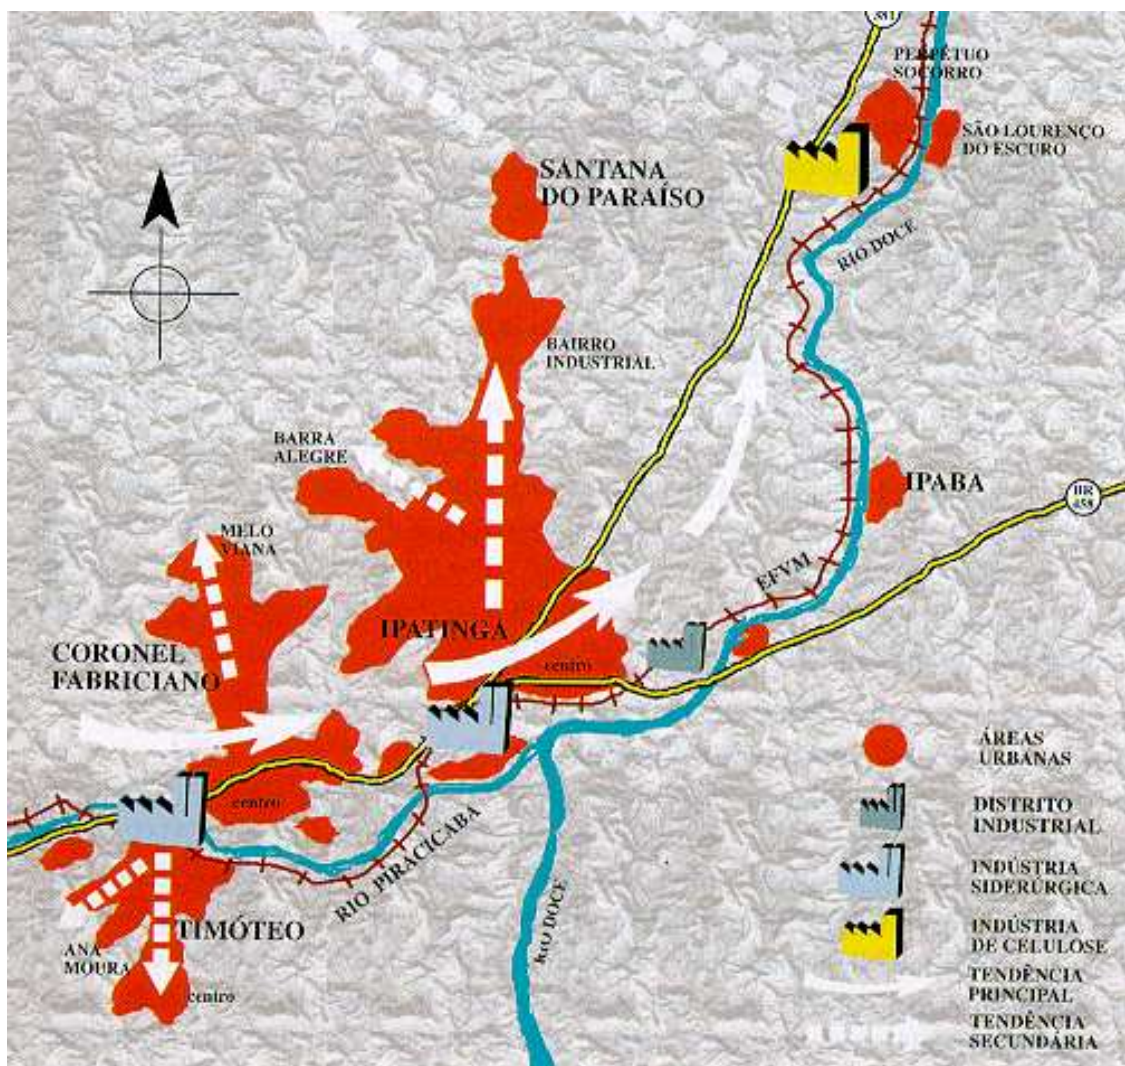 381
PERPÉTUO
SOCORRO
SÃO LOURENÇO
DO ESCURO
SANTANA
DO PARAÍSO
RIO DOCE
BAIRRO
INDUSTRIAL
BARRA
ALEGRE
IPABA
BR
458
MELO
VIANA
EFVM
IPATINGA
CORONEL
FABRICIANO
centro
centro
RIO PIRACICABA
RIO DOCE
TIMÓTEO
ANA
MOURA
centro
ÁREAS
URBANAS
DISTRITO
INDUSTRIAL
INDÚSTRIA
SIDERÚRGICA
INDÚSTRIA
DE CELULOSE
TENDÊNCIA
PRINCIPAL
TENDÊNCIA
SECUNDÁRIA